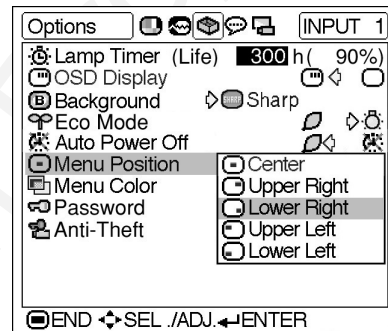 Options INPUT 1
Lamp Timer (Life) 300 h( 90%)
OSD Display
B Background SHARP Sharp
Eco Mode
Auto Power Off
Menu Position Center
Menu Color Upper Right
Password Lower Right
Anti-Theft Upper Left
Lower Left
END SEL ./ADJ. ENTER